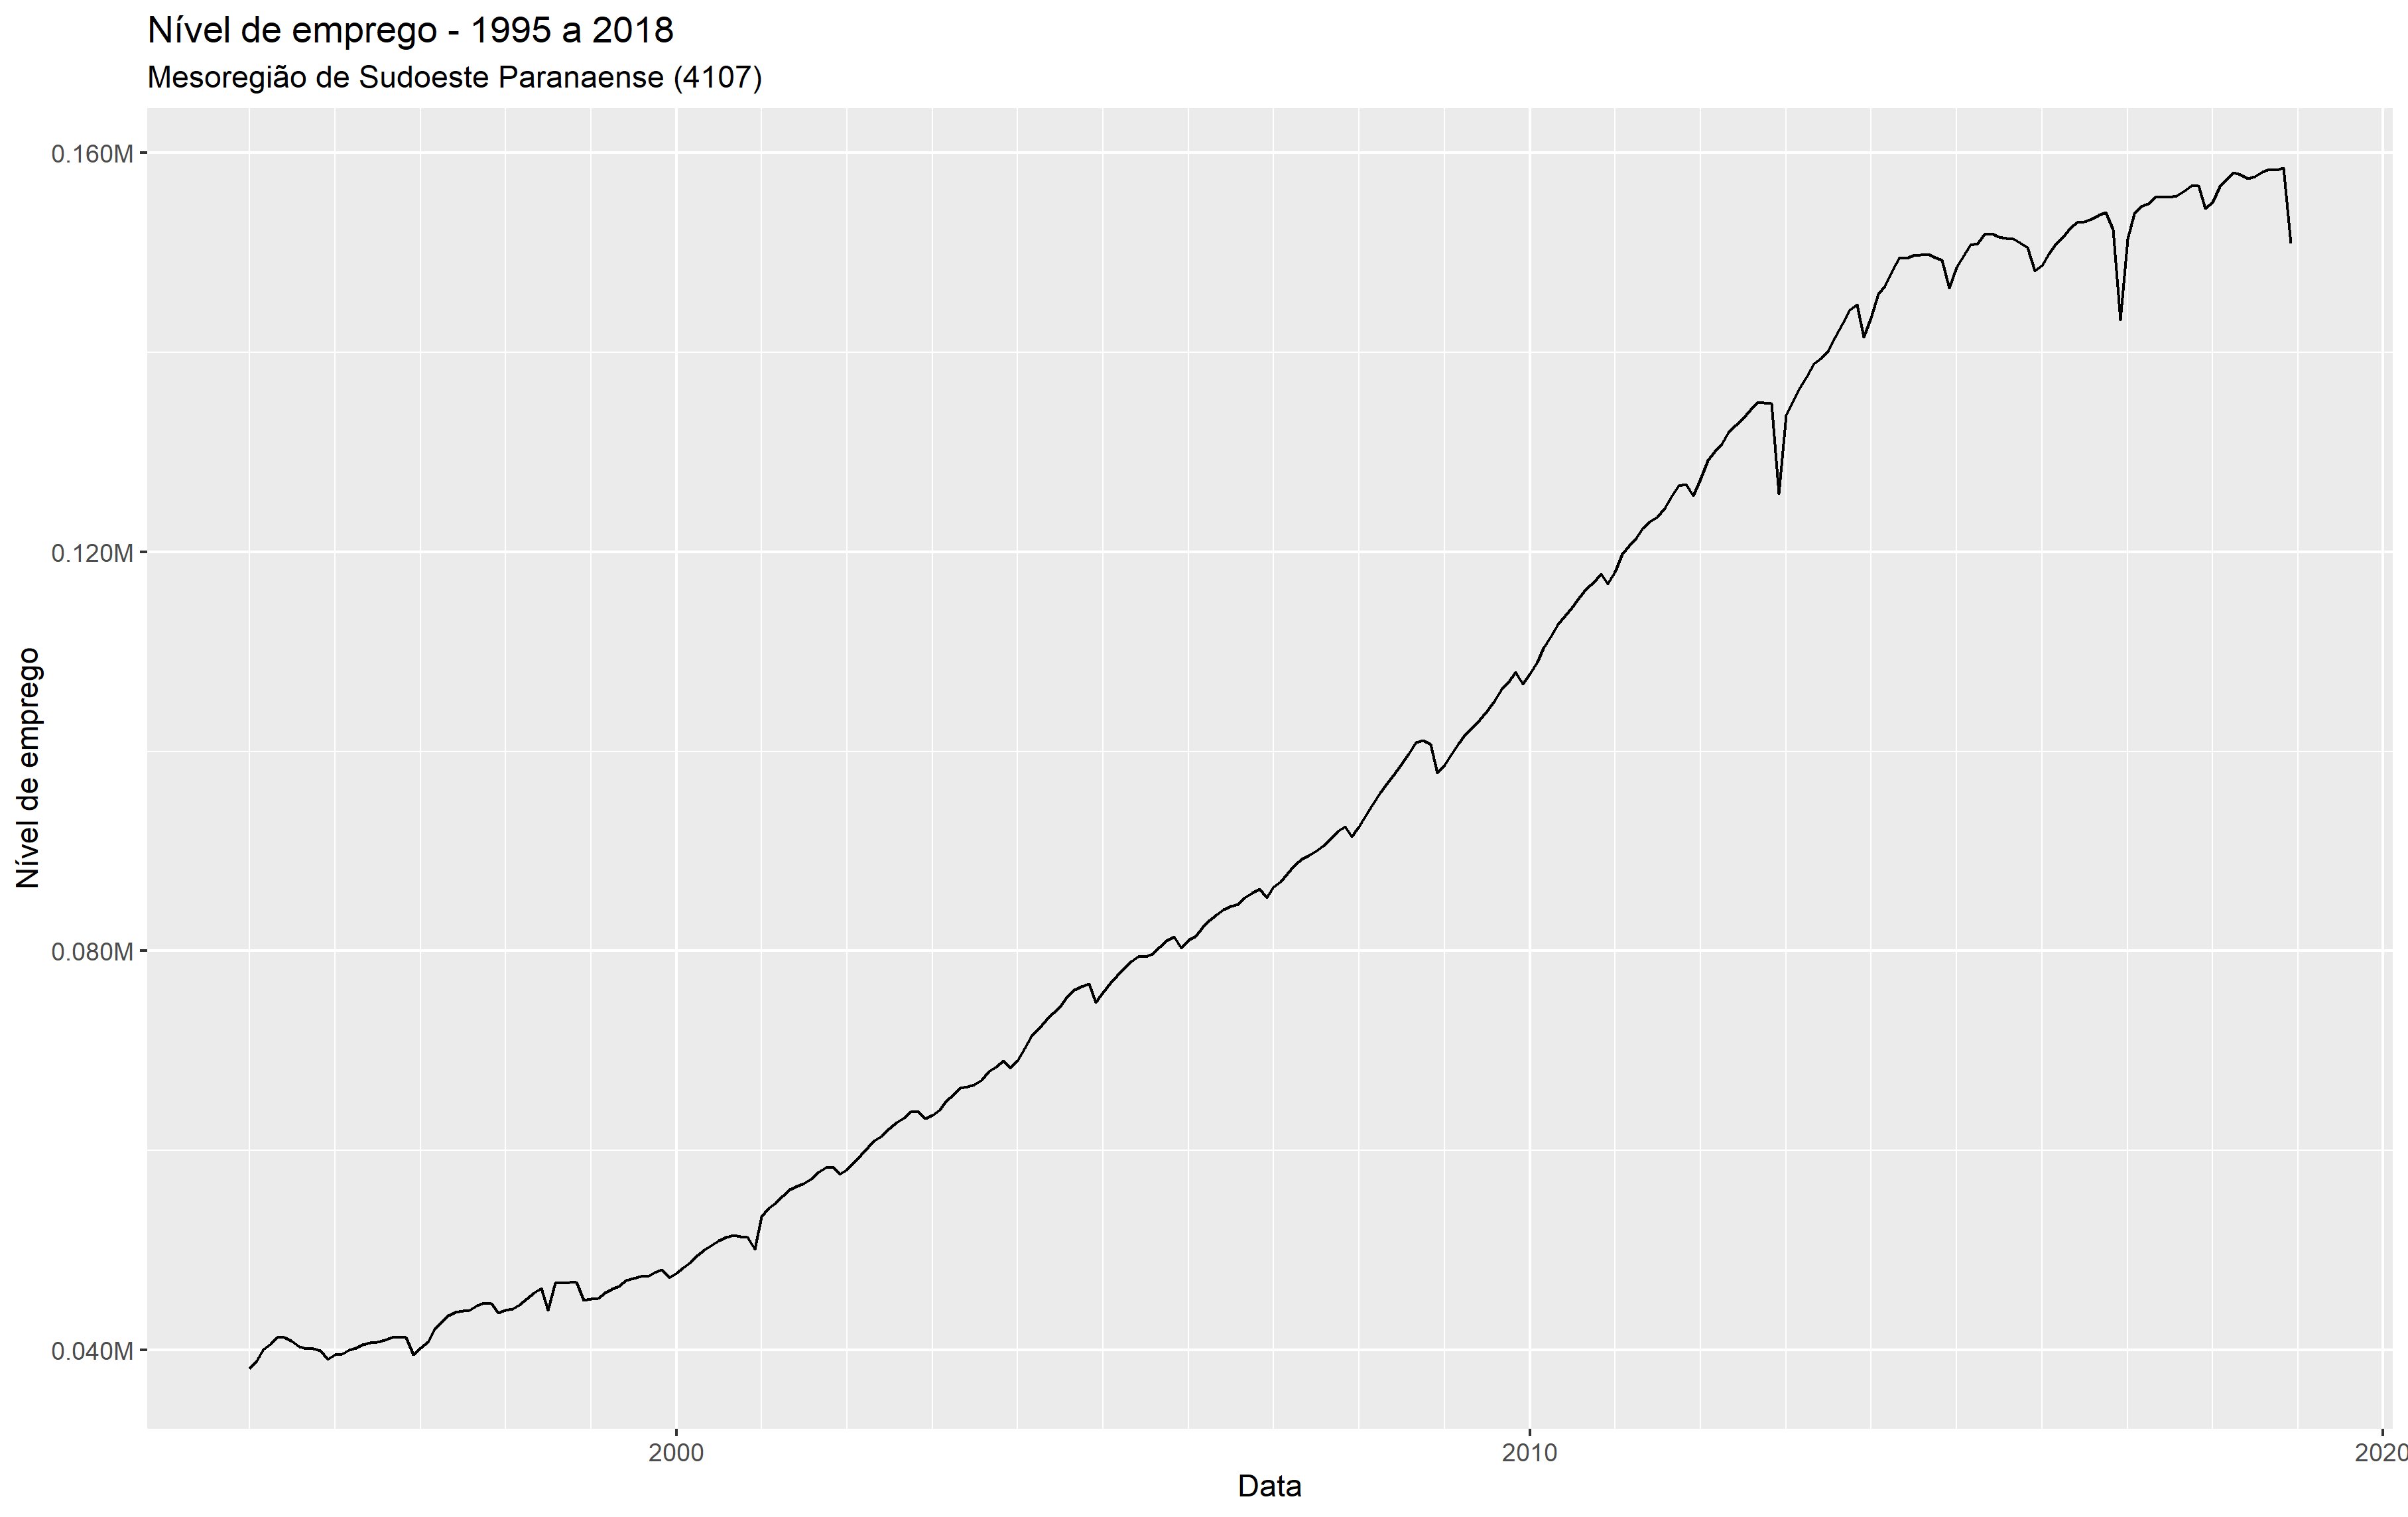 Nível de emprego - 1995 a 2018
Mesoregião de Sudoeste Paranaense (4107)
0.160M
0.120M
0.080M
0.040M
Nível de emprego
2000
2010
2020
Data